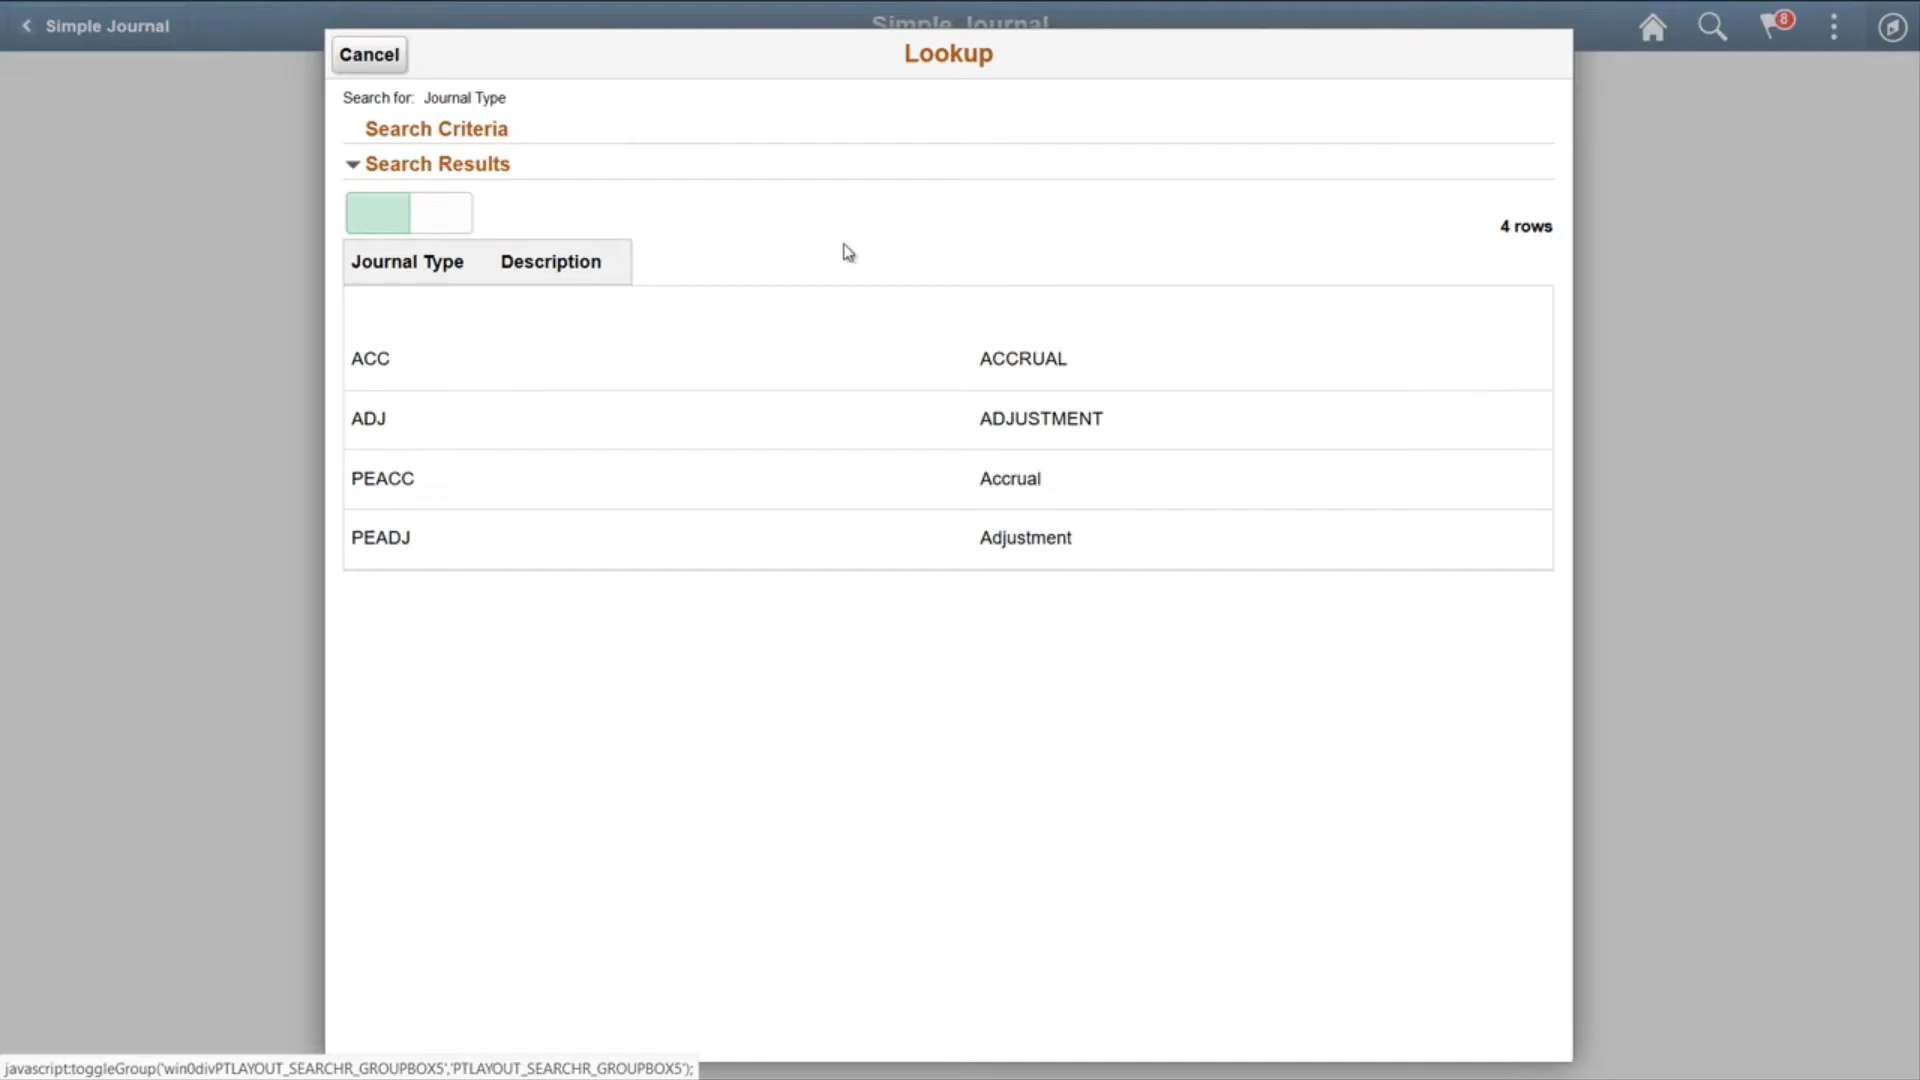 Simple Journal
Simple Journal
8
Cancel
Lookup
Search for: Journal Type
Search Criteria
Search Results
4 rows
Journal Type Description
ACC ACCRUAL
ADJ ADJUSTMENT
PEACC Accrual
PEADJ Adjustment
javascript:toggleGroup('win0divPTLAYOUT_SEARCHR_GROUPBOX5','PTLAYOUT_SEARCHR_GROUPBOX5');